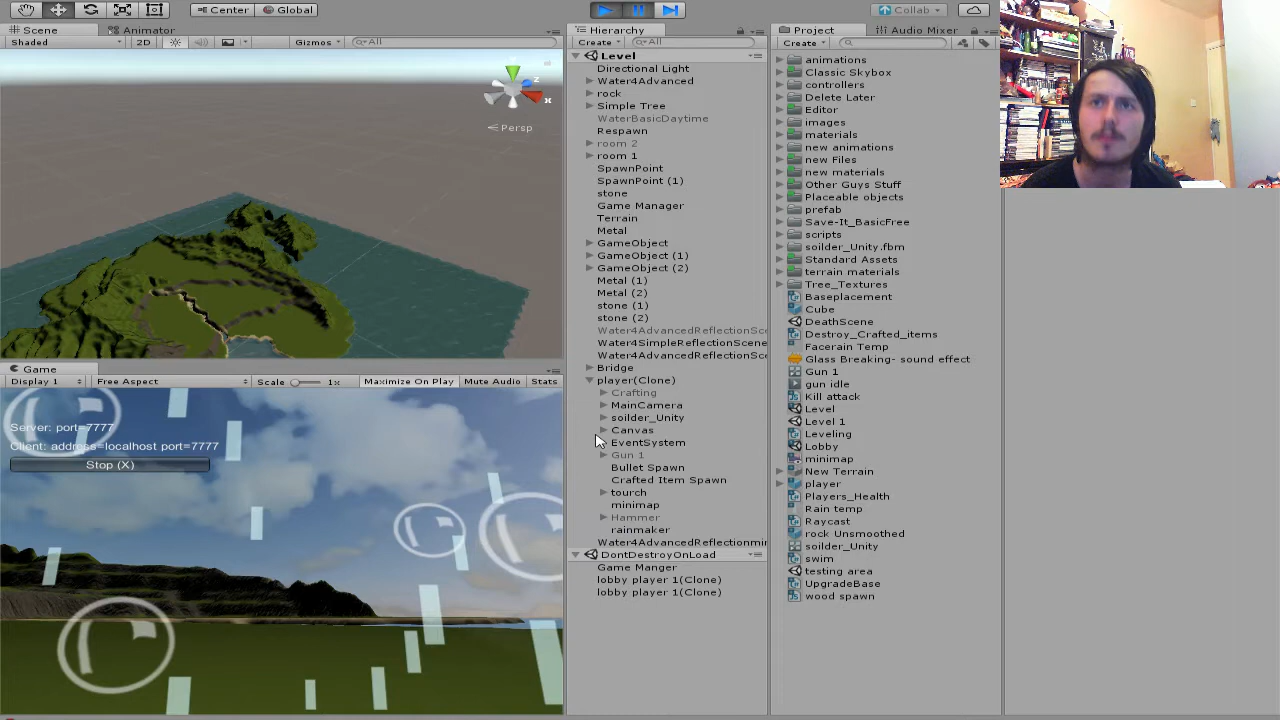 Center
Global
Collab
Scene
Animator
Shaded
2D
Gizmos
All
Persp
Game
Display 1
Free Aspect
Scale
1x
Maximize On Play
Mute Audio
Stats
Server: port=7777
Client: address=localhost port=7777
Stop (X)
Hierarchy
Create
All
Level
Directional Light
Water4Advanced
rock
Simple Tree
WaterBasicDaytime
Respawn
room 2
room 1
SpawnPoint
SpawnPoint (1)
stone
Game Manager
Terrain
Metal
GameObject
GameObject (1)
GameObject (2)
Metal (1)
Metal (2)
stone (1)
stone (2)
Water4AdvancedReflectionSce
Water4SimpleReflectionScene
Water4AdvancedReflectionSce
Bridge
player(Clone)
Crafting
MainCamera
soilder_Unity
Canvas
EventSystem
Gun 1
Bullet Spawn
Crafted Item Spawn
tourch
minimap
Hammer
rainmaker
Water4AdvancedReflectionmin
DontDestroyOnLoad
Game Manger
lobby player 1(Clone)
lobby player 1(Clone)
Project
Audio Mixer
Create
animations
Classic Skybox
controllers
Delete Later
Editor
images
materials
new animations
new Files
new materials
Other Guys Stuff
Placeable objects
prefab
Save-It_BasicFree
scripts
soilder_Unity.fbm
Standard Assets
terrain materials
Tree_Textures
Baseplacement
Cube
DeathScene
Destroy_Crafted_items
Facerain Temp
Glass Breaking- sound effect
Gun 1
gun idle
Kill attack
Level
Level 1
Leveling
Lobby
minimap
New Terrain
player
Players_Health
Rain temp
Raycast
rock Unsmoothed
soilder_Unity
swim
testing area
UpgradeBase
wood spawn